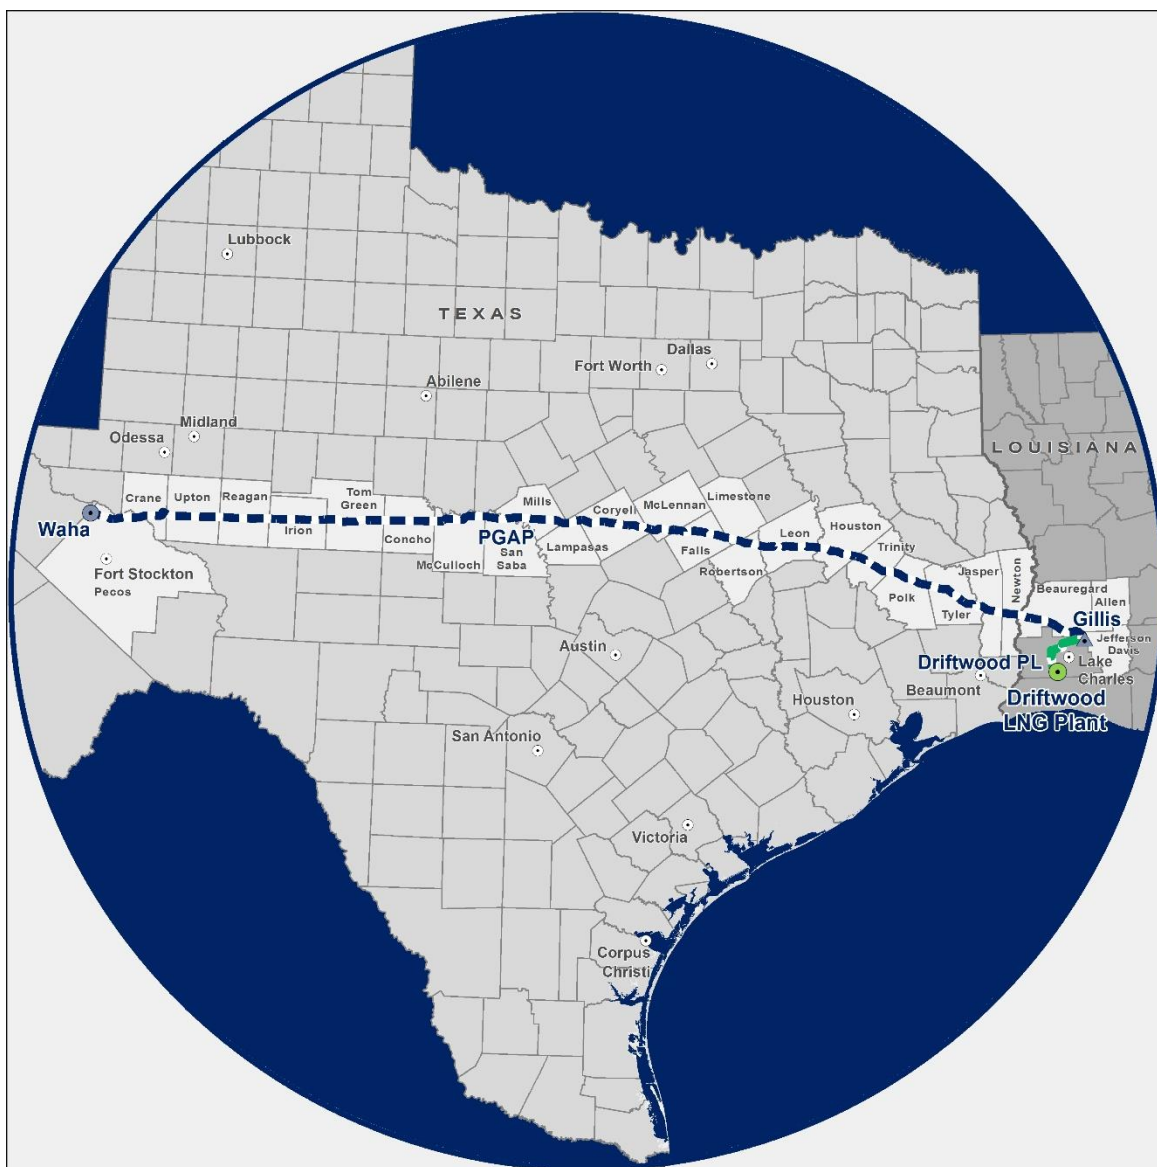 Lubbock
TEXAS
Dallas
Fort Worth
Abilene
LOUISIANA
Midland
Odessa
Crane
Upton
Reagan
Tom
Green
Mills
Coryell
McLennan
Limestone
Waha
Irion
Concho
PGAP
McCulloch
San
Saba
Lampasas
Falls
Robertson
Leon
Houston
Trinity
Polk
Tyler
Jasper
Newton
Beauregard
Allen
Fort Stockton
Pecos
Gillis
Jefferson
Davis
Austin
Driftwood PL
Lake
Charles
Beaumont
Driftwood
LNG Plant
Houston
San Antonio
Victoria
Corpus
Christi